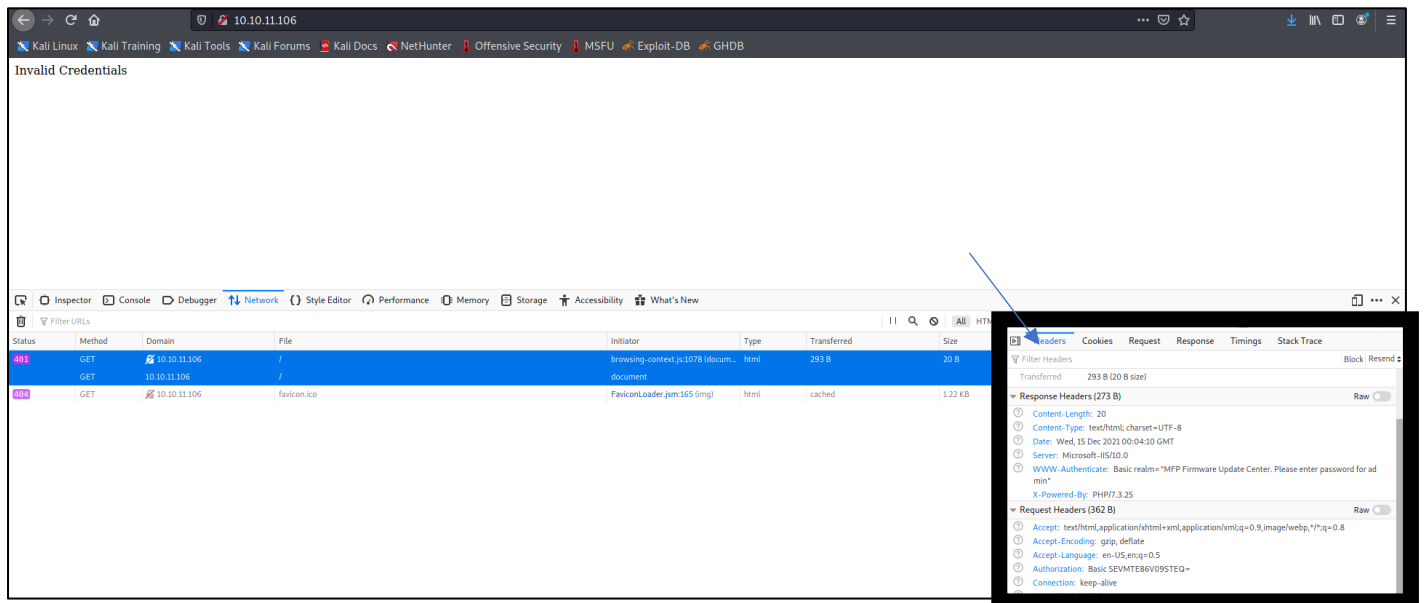 10.10.11.106
Kali Linux Kali Training Kali Tools Kali Forums Kali Docs NetHunter Offensive Security MSFU Exploit-DB GHDB
Invalid Credentials
Inspector Console Debugger Network Style Editor Performance Memory Storage Accessibility What's New
Filter URLs All HTM
Status Method Domain File Initiator Type Transferred Size
401 GET 10.10.11.106 / browsing-context.js:1078 (docum... html 293 B 20 B
GET 10.10.11.106 / document
404 GET 10.10.11.106 favicon.ico FaviconLoader.jsm:165 (img) html cached 1.22 KB
Headers Cookies Request Response Timings Stack Trace
Filter Headers Block Resend
Transferred 293 B (20 B size)
Response Headers (273 B) Raw
Content-Length: 20
Content-Type: text/html; charset=UTF-8
Date: Wed, 15 Dec 2021 00:04:10 GMT
Server: Microsoft-IIS/10.0
WWW-Authenticate: Basic realm="MFP Firmware Update Center. Please enter password for ad
min"
X-Powered-By: PHP/7.3.25
Request Headers (362 B) Raw
Accept: text/html,application/xhtml+xml,application/xml;q=0.9,image/webp,*/*;q=0.8
Accept-Encoding: gzip, deflate
Accept-Language: en-US,en;q=0.5
Authorization: Basic SEVMTE86V09STEQ=
Connection: keep-alive